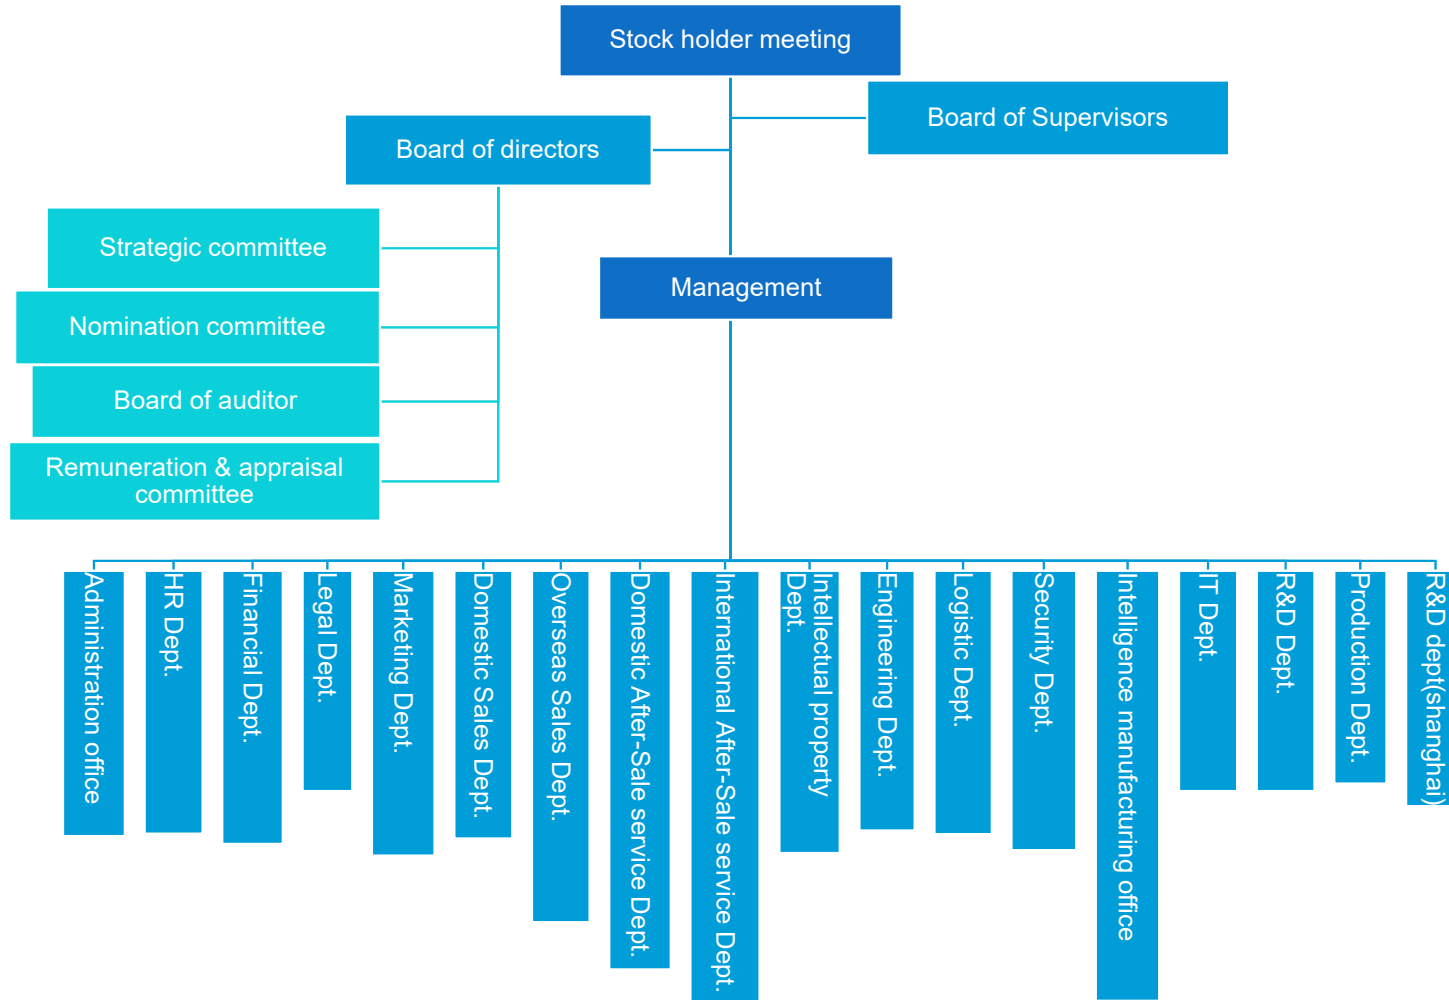 Stock holder meeting
Board of Supervisors
Board of directors
Strategic committee
Management
Nomination committee
Board of auditor
Remuneration & appraisal
committee
Administration office
HR Dept.
Financial Dept.
Legal Dept.
Marketing Dept.
Domestic Sales Dept.
Overseas Sales Dept.
Domestic After-Sale service Dept.
International After-Sale service Dept.
Intellectual property
Dept.
Engineering Dept.
Logistic Dept.
Security Dept.
Intelligence manufacturing office
IT Dept.
R&D Dept.
Production Dept.
R&D dept(shanghai)